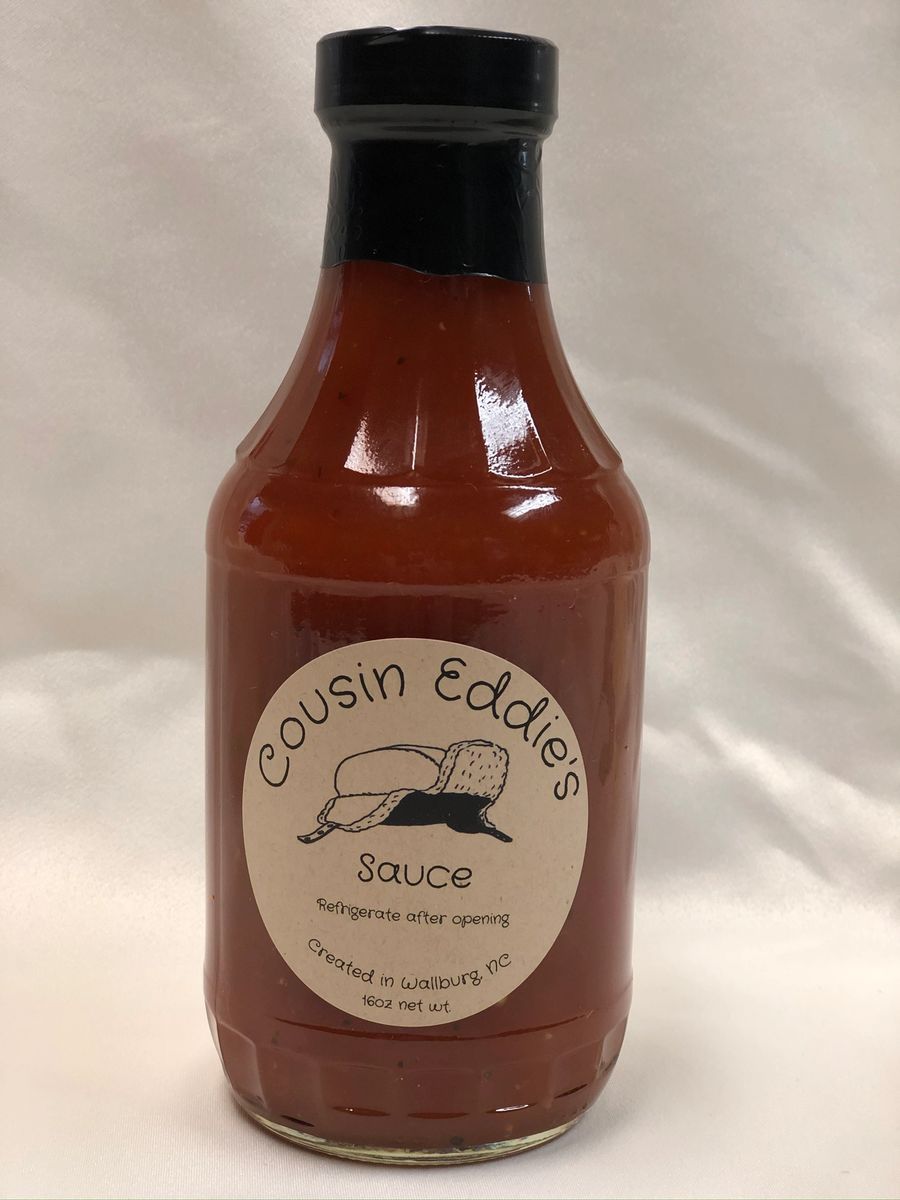 Cousin Eddie's
Sauce
Refrigerate after opening
Created in Wallburg, NC
16oz net wt.